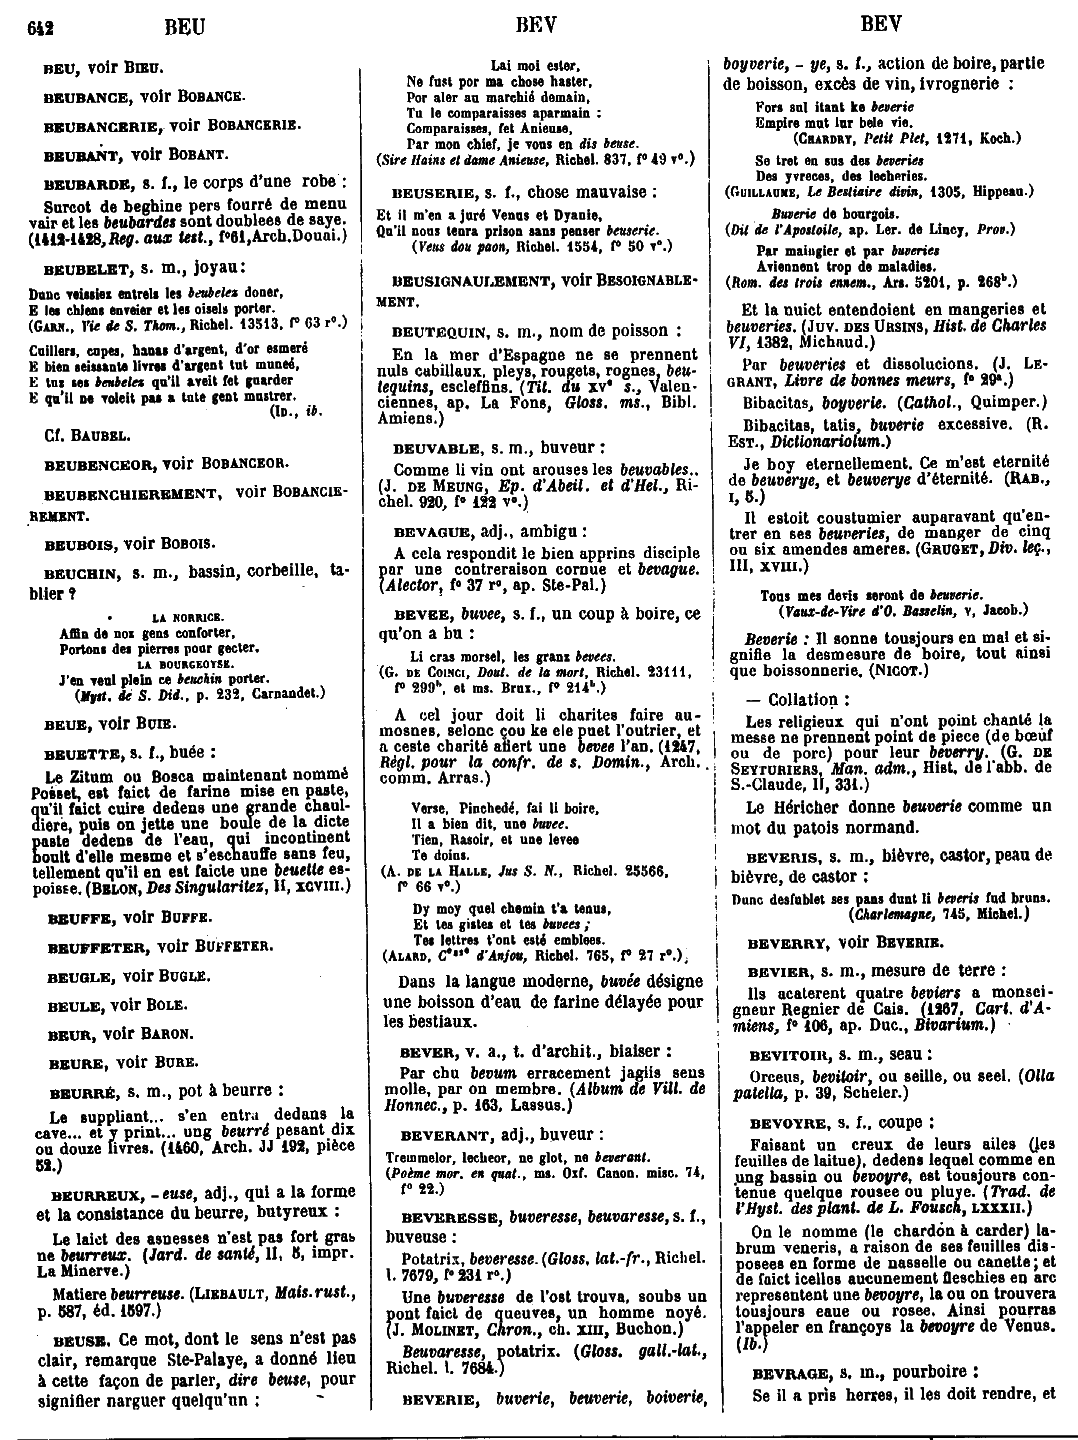 642 BEU BEV BEV
BEU, voir BIEU.
BEUBANCE, voir BOBANCE.
BEUBANCERIE, voir BOBANCERIE.
BEUBANT, voir BOBANT.
BEUBARDE, s. f., le corps d'une robe :
Surcot de beghine pers fourré de menu
vair et les beubardes sont doublees de saye.
(1412-1428, Reg. aux test., f°61, Arch. Douai.)
BEUBELET, s. m., joyau:
Dunc veissiez entrels les beubelez doner,
E les chiens enveier et les oisels porter.
(GARN., Vie de S. Thom., Richel. 13513, f° 63 r°.)
Cuillers, cupes, hanas d'argent, d'or esmeré
E bien seissante livres d'argent tut muneé,
E tuz ses beubelez qu'il aveit fet guarder
E qu'il ne voleit pas a tute gent mustrer.
(ID., ib.
Cf. BAUBEL.
BEUBENCEOR, voir BOBANCEOR.
BEUBENCHIEREMENT, voir BOBANCIE-
REMENT.
BEUBOIS, voir BOBOIS.
BEUCHIN, s. m., bassin, corbeille, ta-
blier ?
LA NORRICE.
Affin de noz gens conforter,
Portons des pierres pour gecter.
LA BOURGEOYSE.
J'en veul plein ce beuchin porter.
(Myst. de S. Did., p. 232, Carnandet.)
BEUE, voir BUIE.
BEUETTE, s. f., buée :
Le Zitum ou Bosca maintenant nommé
Posset, est faict de farine mise en paste,
qu'il faict cuire dedens une grande chaul-
diere, puis on jette une boule de la dicte
paste dedens de l'eau, qui incontinent
boult d'elle mesme et s'eschauffe sans feu,
tellement qu'il en est faicte une beuette es-
poisse. (BELON, Des Singularitez, II, XCVIII.)
BEUFFE, voir BUFFE.
BEUFFETER, voir BUFFETER.
BEUGLE, voir BUGLE.
BEULE, voir BOLE.
BEUR, voir BARON.
BEURE, voir BURE.
BEURRÉ, s. m., pot à beurre :
Le suppliant... s'en entra dedans la
cave... et y print... ung beurré pesant dix
ou douze livres. (1460, Arch. JJ 192, pièce
52.)
BEURREUX, - euse, adj., qui a la forme
et la consistance du beurre, butyreux :
Le laict des asnesses n'est pas fort gras
ne beurreux. (Jard. de santé, II, 5, impr.
La Minerve.)
Matiere beurreuse. (LIEBAULT, Mais. rust.,
p. 587, éd. 1597.)
BEUSE. Ce mot, dont le sens n'est pas
clair, remarque Ste-Palaye, a donné lieu
à cette façon de parler, dire beuse, pour
signifier narguer quelqu'un :
Lai moi ester,
Ne fust por ma chose haster,
Por aler au marchié demain,
Tu le comparaisses aparmain :
Comparaisses, fet Anieuse,
Par mon chief, je vous en dis beuse.
(Sire Hains et dame Anieuse, Richel. 837, f° 49 v°.)
BEUSERIE, s. f., chose mauvaise :
Et il m'en a juré Venus et Dyanie,
Qu'il nous tenra prison sans penser beuserie.
(Veus dou paon, Richel. 1554, f° 50 v°.)
BEUSIGNAULEMENT, voir BESOIGNABLE-
MENT.
BEUTEQUIN, s. m., nom de poisson :
En la mer d'Espagne ne se prennent
nuls cabillaux, pleys, rougets, rognes, beu-
tequins, escleffins. (Tit. du XV° s., Valen-
ciennes, ap. La Fons, Gloss. ms., Bibl.
Amiens.)
BEUVABLE, s. m., buveur :
Comme li vin ont arouses les beuvables..
(J. DE MEUNG, Ep. d'Abeil. et d'Hel., Ri-
chel. 920, f° 122 v°.)
BEVAGUE, adj., ambigu :
A cela respondit le bien apprins disciple
par une contreraison cornue et bevague.
(Alector, f° 37 r°, ap. Ste-Pal.)
BEVEE, buvee, s. f., un coup à boire, ce
qu'on a bu :
Li cras morsel, les granz bevees.
(G. DE COINCI, Dout. de la mort, Richel. 23111,
f° 299b, et ms. Brux., f° 214b.)
A cel jour doit li charites faire au-
mosnes, selonc çou ke ele puet l'outrier, et
a ceste charité afiert une bevee l'an. (1247,
Régl. pour la confr. de s. Domin., Arch.
comm. Arras.)
Verse, Pinchedé, fai li boire,
Il a bien dit, une buvee.
Tien, Rasoir, et une levee
Te doins.
(A. DE LA HALLE, Jus S. N., Richel. 25566,
f° 66 v°.)
Dy moy quel chemin t'a tenus,
Et tes gistes et tes buvees ;
Tes lettres t'ont esté emblees.
(ALARD, Csse d'Anjou, Richel. 765, f° 27 r°.)
Dans la langue moderne, buvée désigne
une boisson d'eau de farine délayée pour
les bestiaux.
BEVER, v. a., t. d'archit., biaiser :
Par chu bevum erracement jagiis sens
molle, par on membre. (Album de Vill. de
Honnec., p. 163, Lassus.)
BEVERANT, adj., buveur :
Tremmelor, lecheor, ne glot, ne beverant.
(Poème mor. en quat., ms. Oxf. Canon. misc. 74,
f° 22.)
BEVERESSE, buveresse, beuvaresse, s. f.,
buveuse :
Potatrix, beveresse. (Gloss. lat.-fr., Richel.
l. 7679, f° 231 r°.)
Une buveresse de l'ost trouva, soubs un
pont faict de queuves, un homme noyé.
(J. MOLINET, Chron., ch. XIII, Buchon.)
Beuvaresse, potatrix. (Gloss. gall.-lat.,
Richel. l. 7684.)
BEVERIE, buverie, beuverie, boiverie,
boyverie, - ye, s. f., action de boire, partie
de boisson, excès de vin, ivrognerie :
Fors sul itant ke beverie
Empire mut lur bele vie.
(CHARDRY, Petit Plet, 1271, Koch.)
Se tret en sus des beveries
Des yvreces, des lecheries.
(GUILLAUME, Le Bestiaire divin, 1305, Hippeau.)
Buverie de bourgois.
(Dit de l'Apostoile, ap. Ler. de Lincy, Prov.)
Par maingier et par buveries
Aviennent trop de maladies.
(Rom. des trois ennem., Ars. 5201, p. 268b.)
Et la nuict entendoient en mangeries et
beuveries. (JUV. DES URSINS, Hist. de Charles
VI, 1382, Michaud.)
Par beuveries et dissolucions. (J. LE-
GRANT, Livre de bonnes meurs, f° 29a.)
Bibacitas, boyverie. (Cathol., Quimper.)
Bibacitas, tatis, buverie excessive. (R.
EST., Dictionariolum.)
Je boy eternellement. Ce m'est eternité
de beuverye, et beuverye d'éternité. (RAB.,
I, 5.)
Il estoit coustumier auparavant qu'en-
trer en ses beuveries, de manger de cinq
ou six amendes ameres. (GRUGET, Div. leç.,
III, XVIII.)
Tous mes devis seront de beuverie.
(Vaux-de-Vire d'O. Basselin, V, Jacob.)
Beverie : Il sonne tousjours en mal et si-
gnifie la desmesure de boire, tout ainsi
que boissonnerie. (NICOT.)
— Collation :
Les religieux qui n'ont point chanté la
messe ne prennent point de piece (de bœuf
ou de porc) pour leur beverry. (G. DE
SEYTURIERS, Man. adm., Hist. de l'abb. de
S.-Claude, II, 331.)
Le Héricher donne beuverie comme un
mot du patois normand.
BEVERIS, s. m., bièvre, castor, peau de
bièvre, de castor :
Dunc desfublet ses pans dunt li beveris fud bruns.
(Charlemagne, 745, Michel.)
BEVERRY, voir BEVERIE.
BEVIER, s. m., mesure de terre :
Ils acaterent quatre beviers a monsei-
gneur Regnier de Cais. (1267, Cart. d'A-
miens, f° 106, ap. Duc., Bivarium.)
BEVITOIR, s. m., seau :
Orceus, bevitoir, ou seille, ou seel. (Olla
patella, p. 39, Scheler.)
BEVOYRE, s. f., coupe :
Faisant un creux de leurs ailes (les
feuilles de laitue), dedens lequel comme en
ung bassin ou bevoyre, est tousjours con-
tenue quelque rousee ou pluye. (Trad. de
l'Hyst. des plant. de L. Fousch, LXXXII.)
On le nomme (le chardon à carder) la-
brum veneris, a raison de ses feuilles dis-
posees en forme de nasselle ou canette ; et
de faict icelles aucunement fleschies en arc
representent une bevoyre, la ou on trouvera
tousjours eaue ou rosee. Ainsi pourras
l'appeler en françoys la bevoyre de Venus.
(Ib.)
BEVRAGE, s. m., pourboire :
Se il a pris herres, il les doit rendre, et